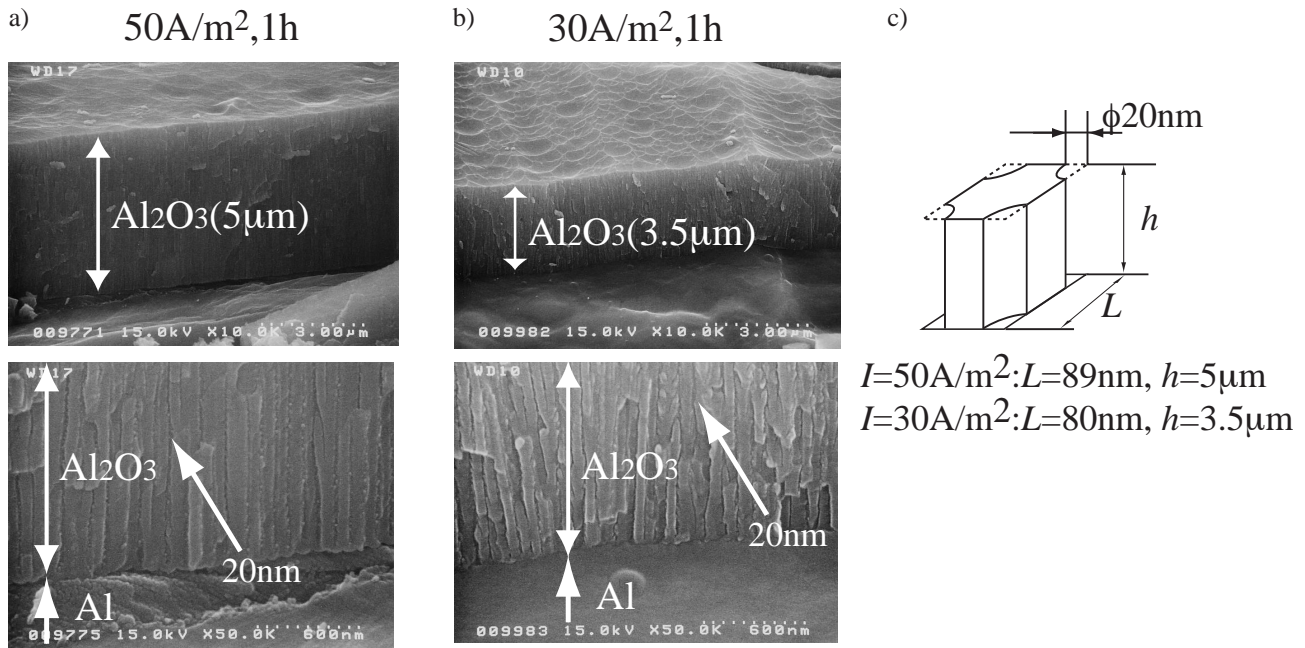 a)
50A/m²,1h
WD17
Al2O3(5μm)
009771 15.0kV X10.0K 3.00μm
WD17
Al2O3
20nm
Al
009775 15.0kV X50.0K 600nm
b)
30A/m²,1h
WD10
Al2O3(3.5μm)
009982 15.0kV X10.0K 3.00μm
WD10
Al2O3
20nm
Al
009983 15.0kV X50.0K 600nm
c)
ϕ20nm
h
L
I=50A/m²:L=89nm, h=5μm
I=30A/m²:L=80nm, h=3.5μm